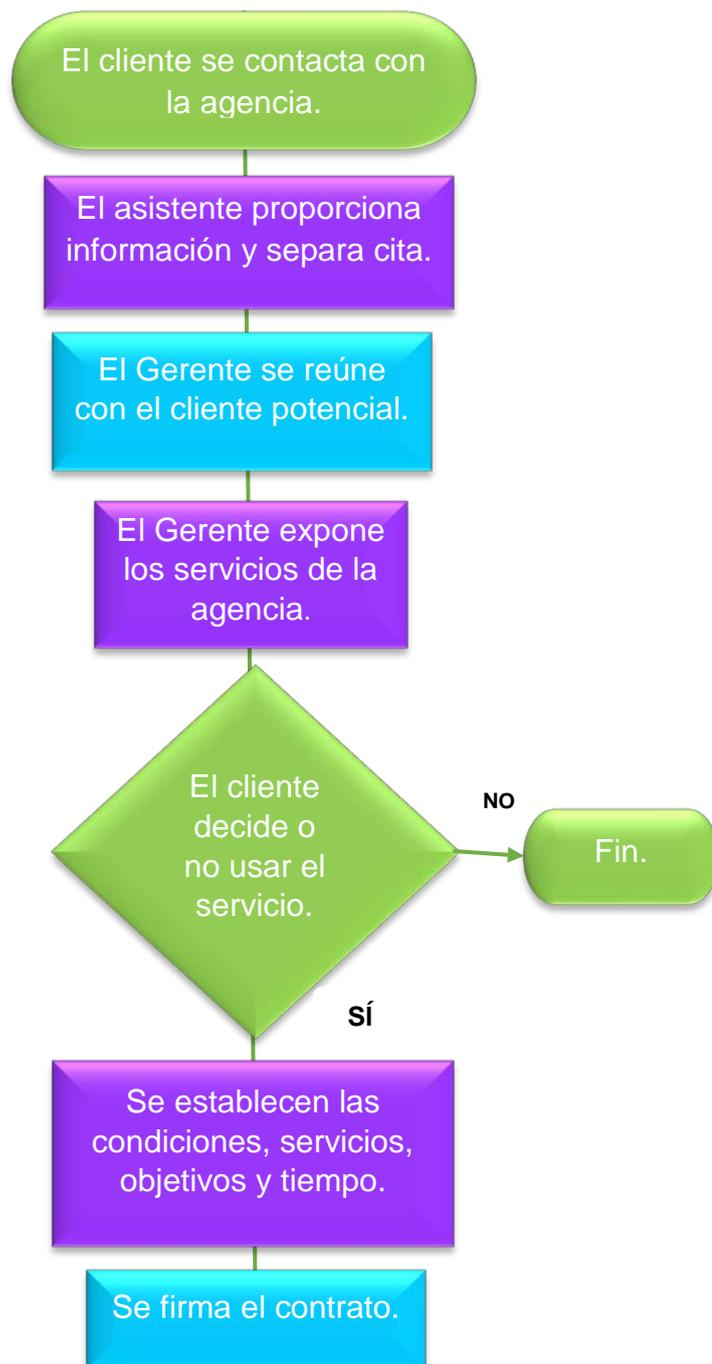 El cliente se contacta con
la agencia.
El asistente proporciona
información y separa cita.
El Gerente se reúne
con el cliente potencial.
El Gerente expone
los servicios de la
agencia.
El cliente
decide o
no usar el
servicio.
NO
Fin.
SÍ
Se establecen las
condiciones, servicios,
objetivos y tiempo.
Se firma el contrato.